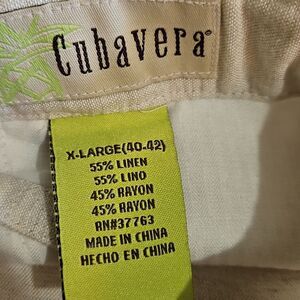 Cubavera®
X-LARGE(40-42)
55% LINEN
55% LINO
45% RAYON
45% RAYON
RN#37763
MADE IN CHINA
HECHO EN CHINA